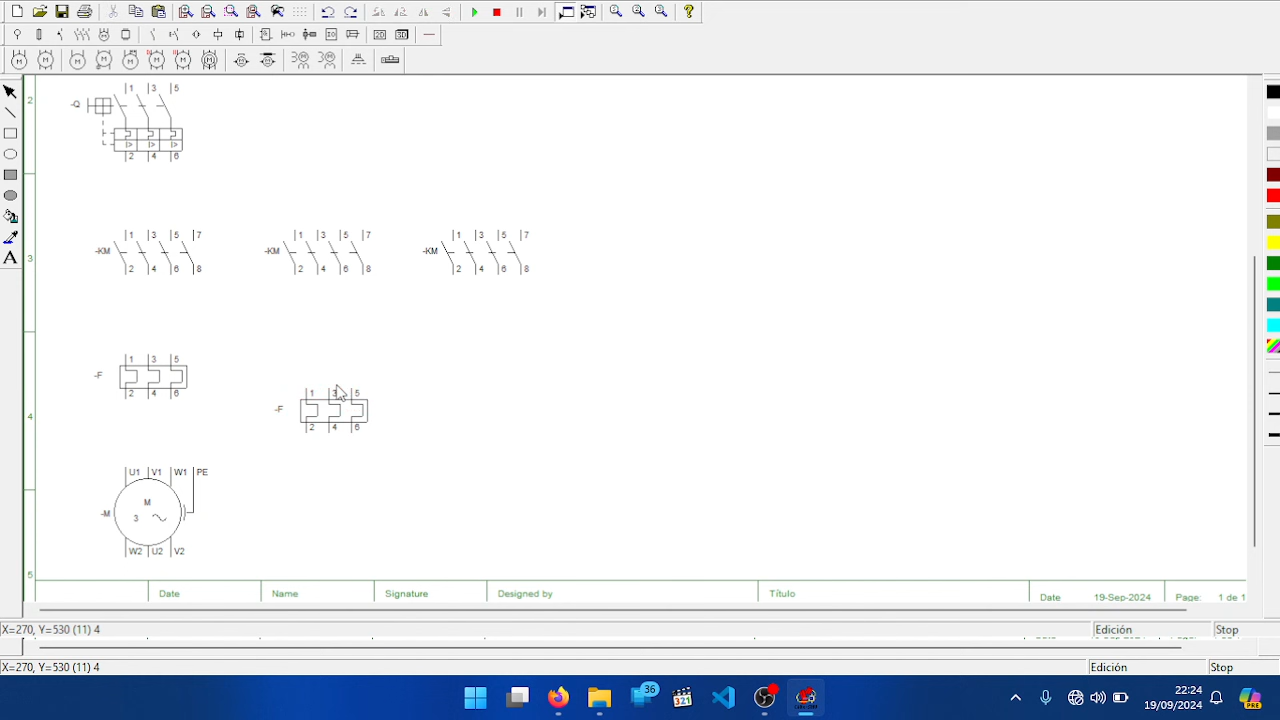 2D 3D
2 1 3 5
-Q
I> I> I>
2 4 6
1 3 5 7 1 3 5 7 1 3 5 7
3 -KM -KM -KM
2 4 6 8 2 4 6 8 2 4 6 8
1 3 5
-F
2 4 6
1 3 5
-F
4
2 4 6
U1 V1 W1 PE
M
-M 3
W2 U2 V2
5
Date Name Signature Designed by Título Date 19-Sep-2024 Page: 1 de 1
X=270, Y=530 (11) 4 Edición Stop
X=270, Y=530 (11) 4 Edición Stop
36
321
PRE
22:24
19/09/2024